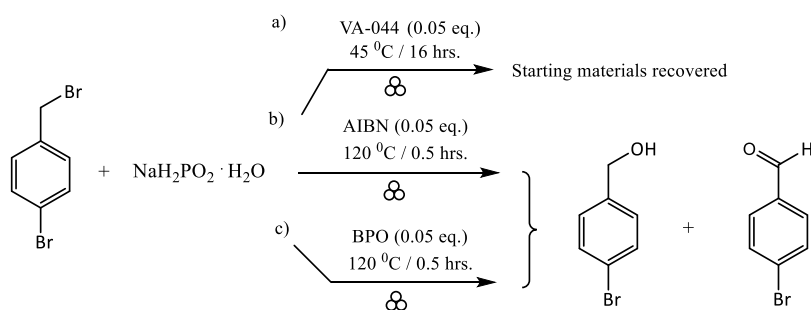 a)
VA-044 (0.05 eq.)
45 ⁰C / 16 hrs.
Starting materials recovered
Br
Br
+
NaH₂PO₂ · H₂O
b)
AIBN (0.05 eq.)
120 ⁰C / 0.5 hrs.
c)
BPO (0.05 eq.)
120 ⁰C / 0.5 hrs.
OH
Br
+
O
H
Br